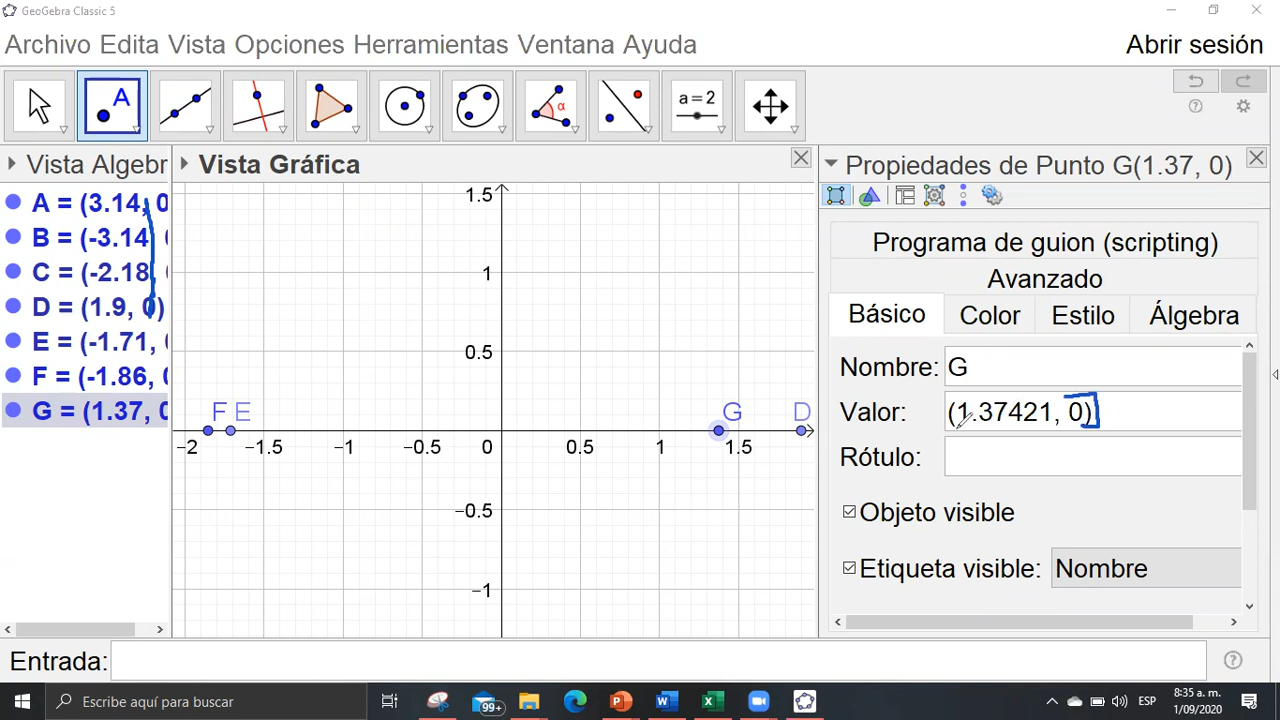 GeoGebra Classic 5
Archivo Edita Vista Opciones Herramientas Ventana Ayuda
Abrir sesión
A
α
a = 2
Vista Algebr
Vista Gráfica
Propiedades de Punto G(1.37, 0)
A = (3.14, 0
B = (-3.14
C = (-2.18,
D = (1.9, 0)
E = (-1.71,
F = (-1.86,
G = (1.37, 0
1.5
1
0.5
F E G D
−2 −1.5 −1 −0.5 0 0.5 1 1.5
−0.5
−1
Programa de guion (scripting)
Avanzado
Básico Color Estilo Álgebra
Nombre: G
Valor: (1.37421, 0)
Rótulo:
Objeto visible
Etiqueta visible: Nombre
Entrada:
Escribe aquí para buscar
99+
ESP
8:35 a. m.
1/09/2020